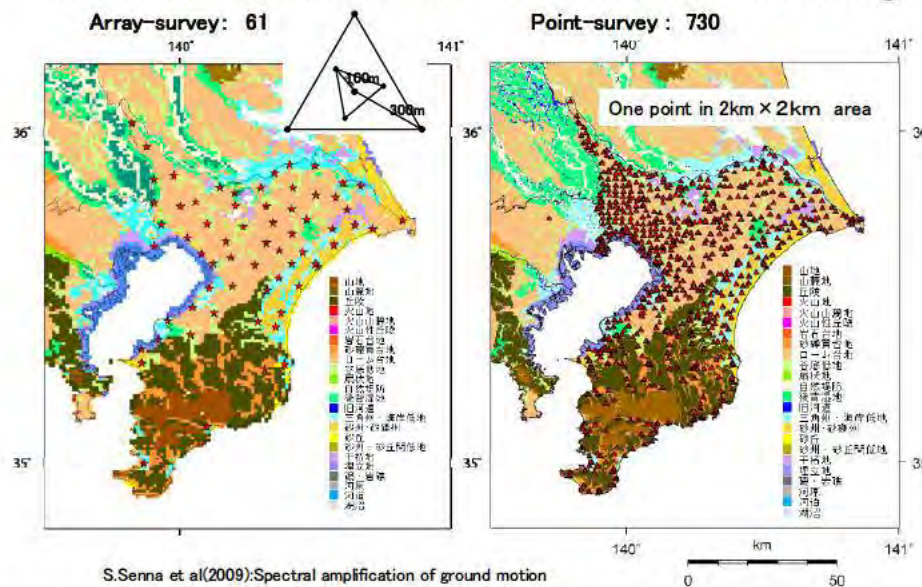 Array-survey: 61
Point-survey : 730
140°
141°
140°
141°
100m
300m
One point in 2km×2km area
36°
36°
35°
35°
山地
山麓地
丘陵
火山地
火山山麓地
火山性丘陵
岩石台地
砂礫質台地
ローム台地
谷底低地
扇状地
自然堤防
後背湿地
旧河道
三角州・海岸低地
砂州・砂礫州
砂丘
砂州・砂丘間低地
干拓地
埋立地
磯・岩礁
河原
河道
湖沼
山地
山麓地
丘陵
火山地
火山山麓地
火山性丘陵
岩石台地
砂礫質台地
ローム台地
谷底低地
扇状地
自然堤防
後背湿地
旧河道
三角州・海岸低地
砂州・砂礫州
砂丘
砂州・砂丘間低地
干拓地
埋立地
磯・岩礁
河原
河道
湖沼
140°
140°
141°
km
0
50
S.Senna et al(2009):Spectral amplification of ground motion